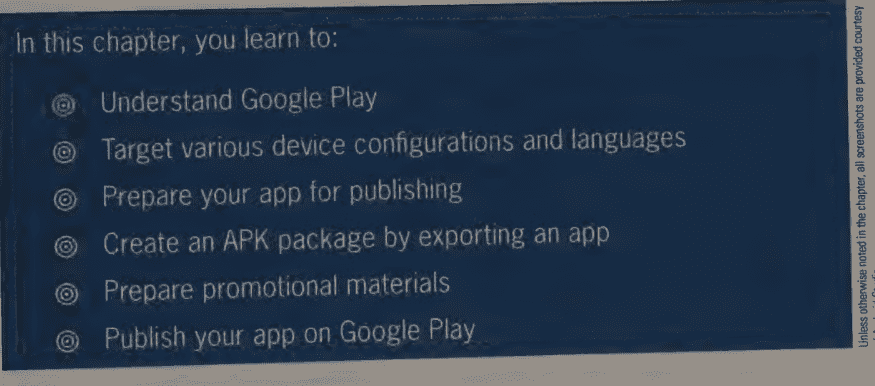 In this chapter, you learn to:
Understand Google Play
Target various device configurations and languages
Prepare your app for publishing
Create an APK package by exporting an app
Prepare promotional materials
Publish your app on Google Play
Unless otherwise noted in the chapter, all screenshots are provided courtesy